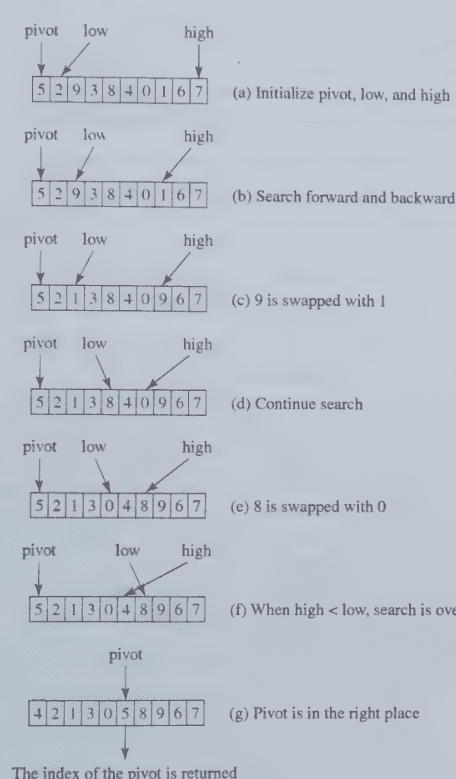 pivot low high
5 2 9 3 8 4 0 1 6 7
(a) Initialize pivot, low, and high
pivot low high
5 2 9 3 8 4 0 1 6 7
(b) Search forward and backward
pivot low high
5 2 1 3 8 4 0 9 6 7
(c) 9 is swapped with 1
pivot low high
5 2 1 3 8 4 0 9 6 7
(d) Continue search
pivot low high
5 2 1 3 0 4 8 9 6 7
(e) 8 is swapped with 0
pivot low high
5 2 1 3 0 4 8 9 6 7
(f) When high < low, search is ove
pivot
4 2 1 3 0 5 8 9 6 7
(g) Pivot is in the right place
The index of the pivot is returned